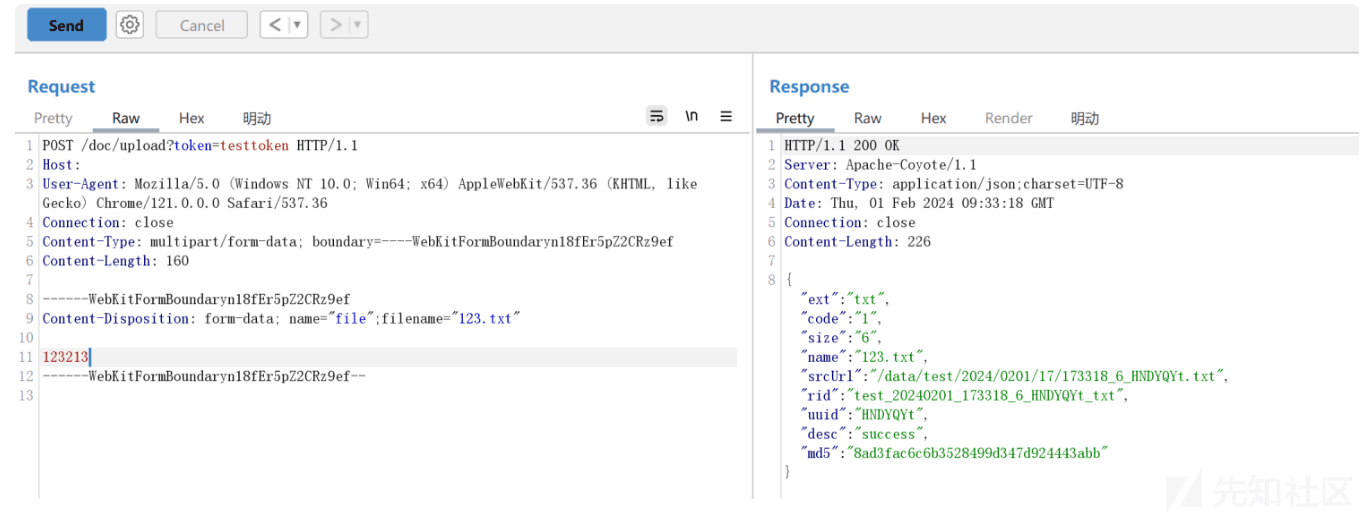 Send Cancel < | ▼ > | ▼
Request
Pretty Raw Hex 明动 \n ≡
1 POST /doc/upload?token=testtoken HTTP/1.1
2 Host:
3 User-Agent: Mozilla/5.0 (Windows NT 10.0; Win64; x64) AppleWebKit/537.36 (KHTML, like
Gecko) Chrome/121.0.0.0 Safari/537.36
4 Connection: close
5 Content-Type: multipart/form-data; boundary=----WebKitFormBoundaryn18fEr5pZ2CRz9ef
6 Content-Length: 160
7
8 ------WebKitFormBoundaryn18fEr5pZ2CRz9ef
9 Content-Disposition: form-data; name="file";filename="123.txt"
10
11 123213
12 ------WebKitFormBoundaryn18fEr5pZ2CRz9ef--
13
Response
Pretty Raw Hex Render 明动
1 HTTP/1.1 200 OK
2 Server: Apache-Coyote/1.1
3 Content-Type: application/json;charset=UTF-8
4 Date: Thu, 01 Feb 2024 09:33:18 GMT
5 Connection: close
6 Content-Length: 226
7
8 {
"ext":"txt",
"code":"1",
"size":"6",
"name":"123.txt",
"srcUrl":"/data/test/2024/0201/17/173318_6_HNDYQYt.txt",
"rid":"test_20240201_173318_6_HNDYQYt_txt",
"uuid":"HNDYQYt",
"desc":"success",
"md5":"8ad3fac6c6b3528499d347d924443abb"
}
先知社区